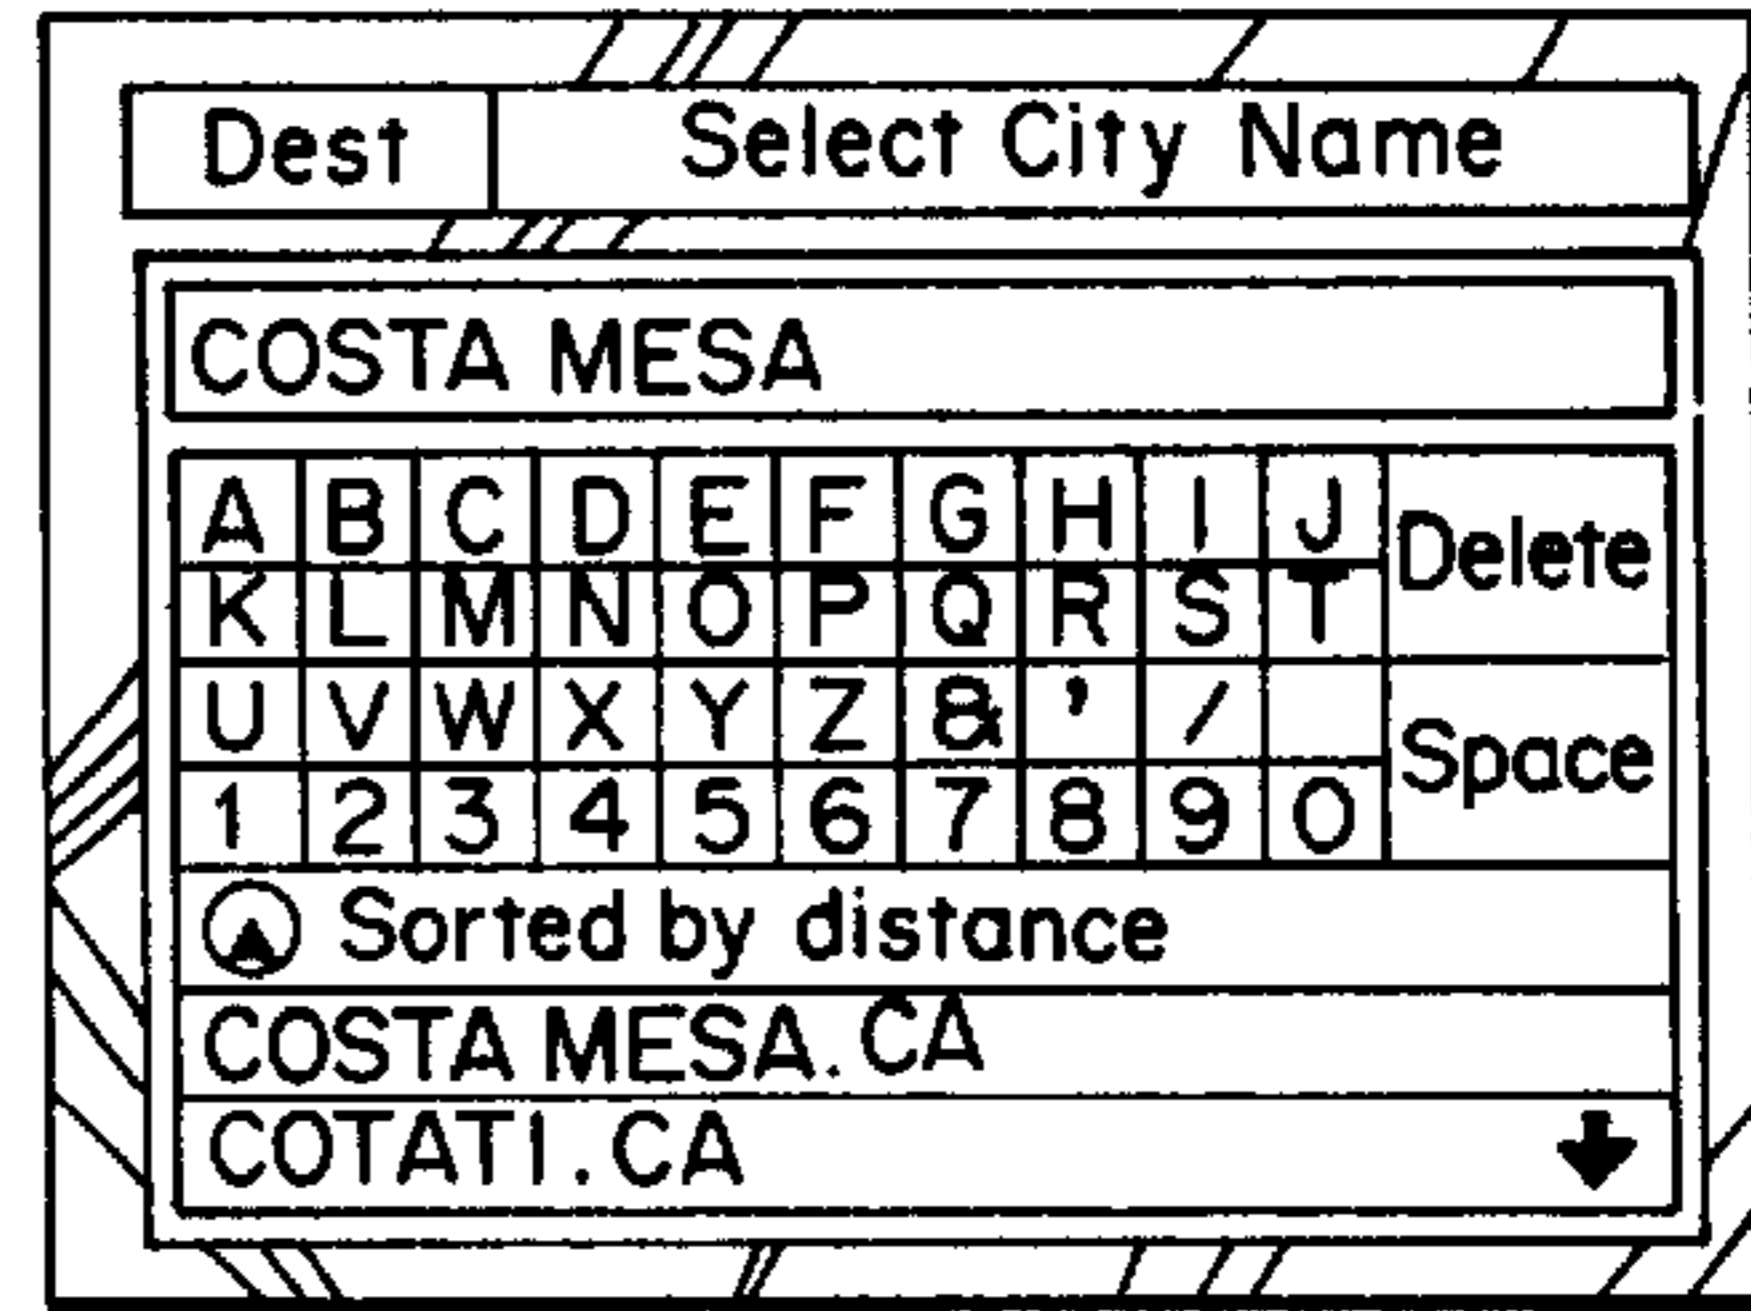 Dest Select City Name
COSTA MESA
A B C D E F G H I J Delete
K L M N O P Q R S T
U V W X Y Z & ' / Space
1 2 3 4 5 6 7 8 9 0
Sorted by distance
COSTA MESA. CA
COTATI. CA